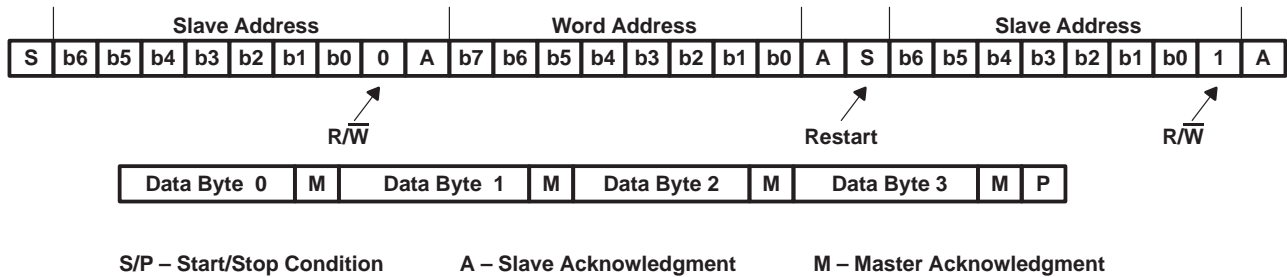 Slave Address Word Address Slave Address
S b6 b5 b4 b3 b2 b1 b0 0 A b7 b6 b5 b4 b3 b2 b1 b0 A S b6 b5 b4 b3 b2 b1 b0 1 A
R/W̅ Restart R/W̅
Data Byte 0 M Data Byte 1 M Data Byte 2 M Data Byte 3 M P
S/P – Start/Stop Condition A – Slave Acknowledgment M – Master Acknowledgment